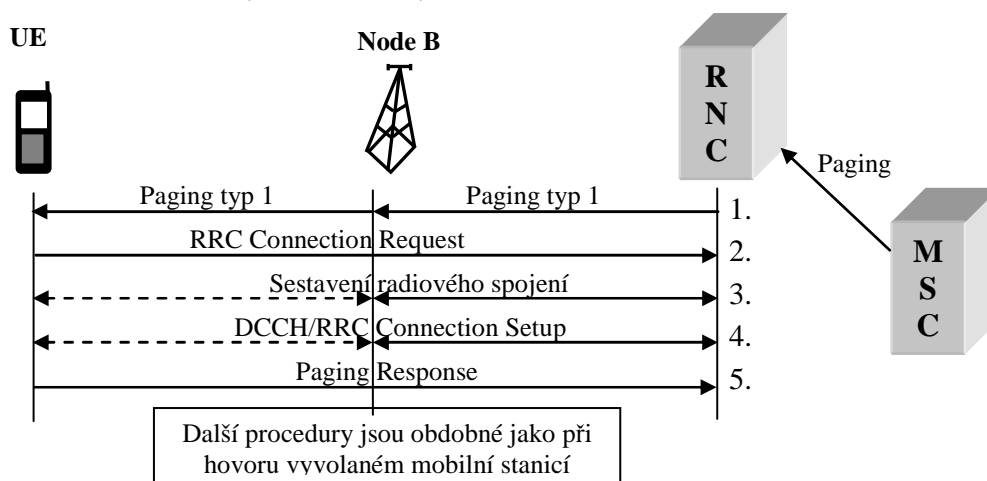 UE
Node B
R
N
C
Paging
M
S
C
Paging typ 1
Paging typ 1
1.
RRC Connection Request
2.
Sestavení radiového spojení
3.
DCCH/RRC Connection Setup
4.
Paging Response
5.
Další procedury jsou obdobné jako při
hovoru vyvolaném mobilní stanicí